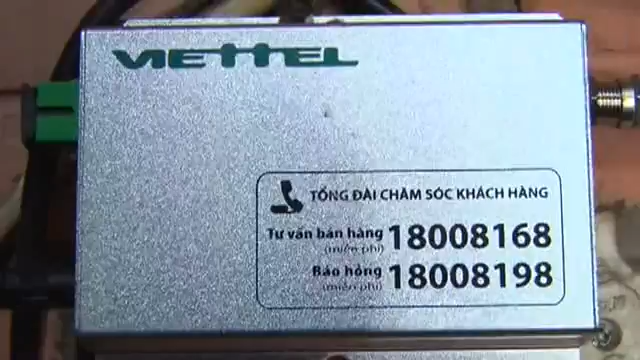 VIETTEL
TỔNG ĐÀI CHĂM SÓC KHÁCH HÀNG
Tư vấn bán hàng 18008168
(miễn phí)
Báo hỏng 18008198
(miễn phí)